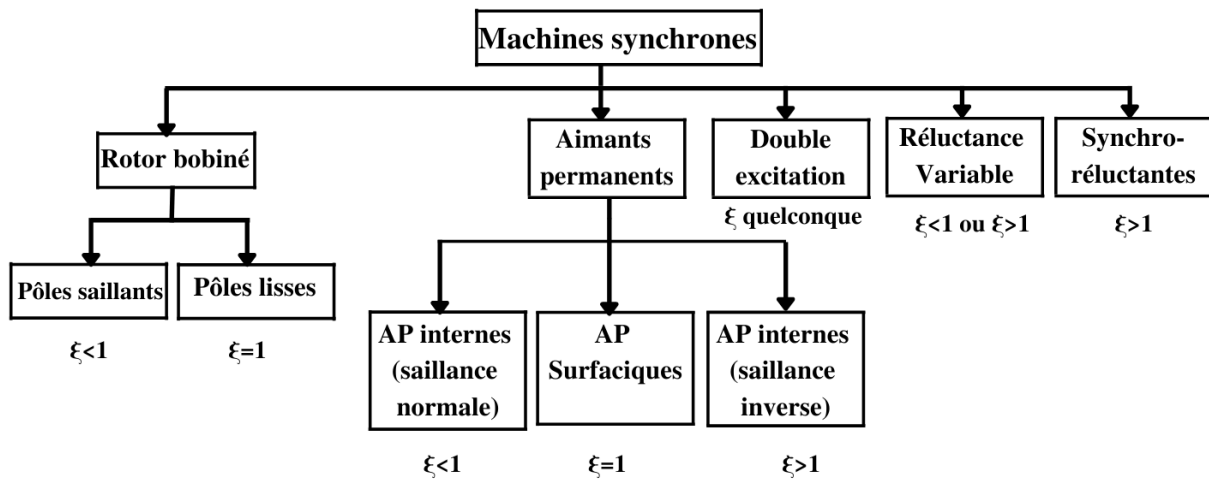 Machines synchrones
Rotor bobiné
Aimants
permanents
Double
excitation
ξ quelconque
Réluctance
Variable
ξ<1 ou ξ>1
Synchro-
réluctantes
ξ>1
Pôles saillants
ξ<1
Pôles lisses
ξ=1
AP internes
(saillance
normale)
ξ<1
AP
Surfaciques
ξ=1
AP internes
(saillance
inverse)
ξ>1